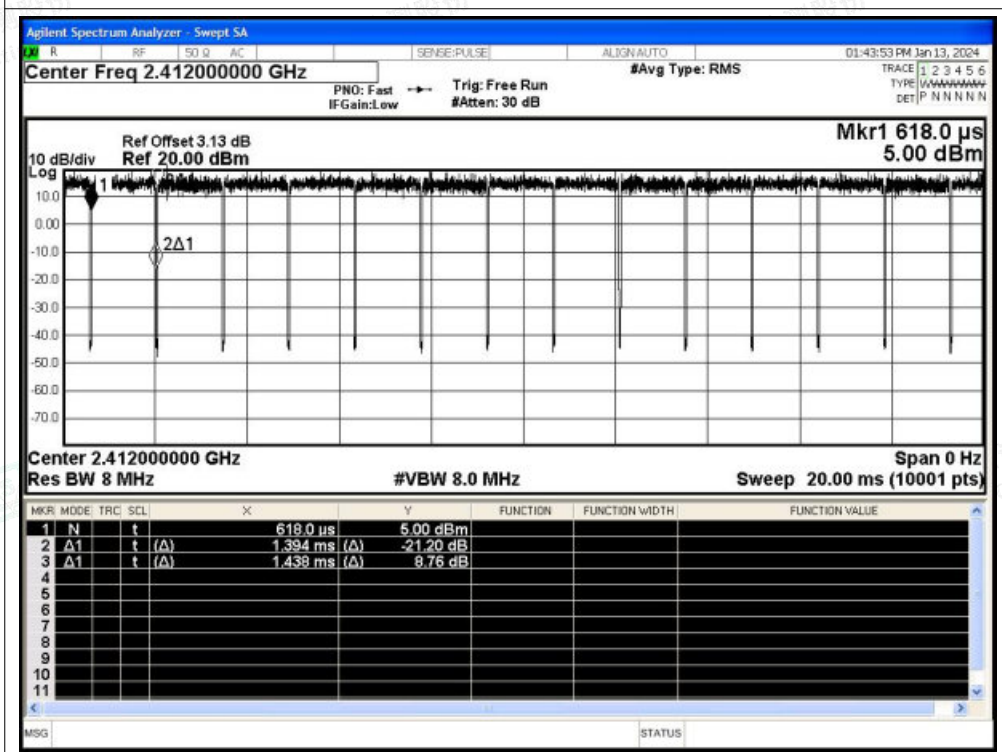 Agilent Spectrum Analyzer - Swept SA
R RF 50 Ω AC SENSE:PULSE ALIGN AUTO 01:43:53 PM Jan 13, 2024
Center Freq 2.412000000 GHz
PNO: Fast
IFGain:Low
Trig: Free Run
#Atten: 30 dB
#Avg Type: RMS
TRACE 1 2 3 4 5 6
TYPE
DET P N N N N N
Mkr1 618.0 µs
5.00 dBm
Ref Offset 3.13 dB
10 dB/div Ref 20.00 dBm
Log
10.0
0.00
-10.0
-20.0
-30.0
-40.0
-50.0
-60.0
-70.0
1
2Δ1
Center 2.412000000 GHz Span 0 Hz
Res BW 8 MHz #VBW 8.0 MHz Sweep 20.00 ms (10001 pts)
MKR MODE TRC SCL X Y FUNCTION FUNCTION WIDTH FUNCTION VALUE
1 N t 618.0 µs 5.00 dBm
2 Δ1 t (Δ) 1.394 ms (Δ) -21.20 dB
3 Δ1 t (Δ) 1.438 ms (Δ) 8.76 dB
4
5
6
7
8
9
10
11
MSG STATUS